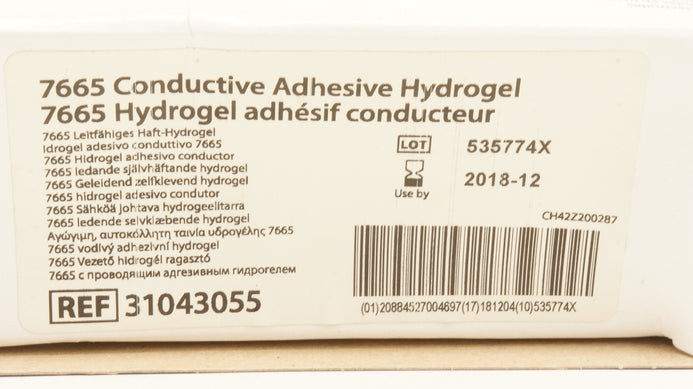 7665 Conductive Adhesive Hydrogel
7665 Hydrogel adhésif conducteur
7665 Leitfähiges Haft-Hydrogel
Idrogel adesivo conduttivo 7665
7665 Hidrogel adhesivo conductor
7665 ledande självhäftande hydrogel
7665 Geleidend zelfklevend hydrogel
7665 hidrogel adesivo condutor
7665 Sähköä johtava hydrogeelitarra
7665 ledende selvklæbende hydrogel
Αγώγιμη, αυτοκόλλητη ταινία υδρογέλης 7665
7665 vodivý adhezivní hydrogel
7665 Vezető hidrogél ragasztó
7665 с проводящим адгезивным гидрогелем
REF 31043055
LOT 535774X
Use by 2018-12
CH42Z200287
(01)20884527004697(17)181204(10)535774X